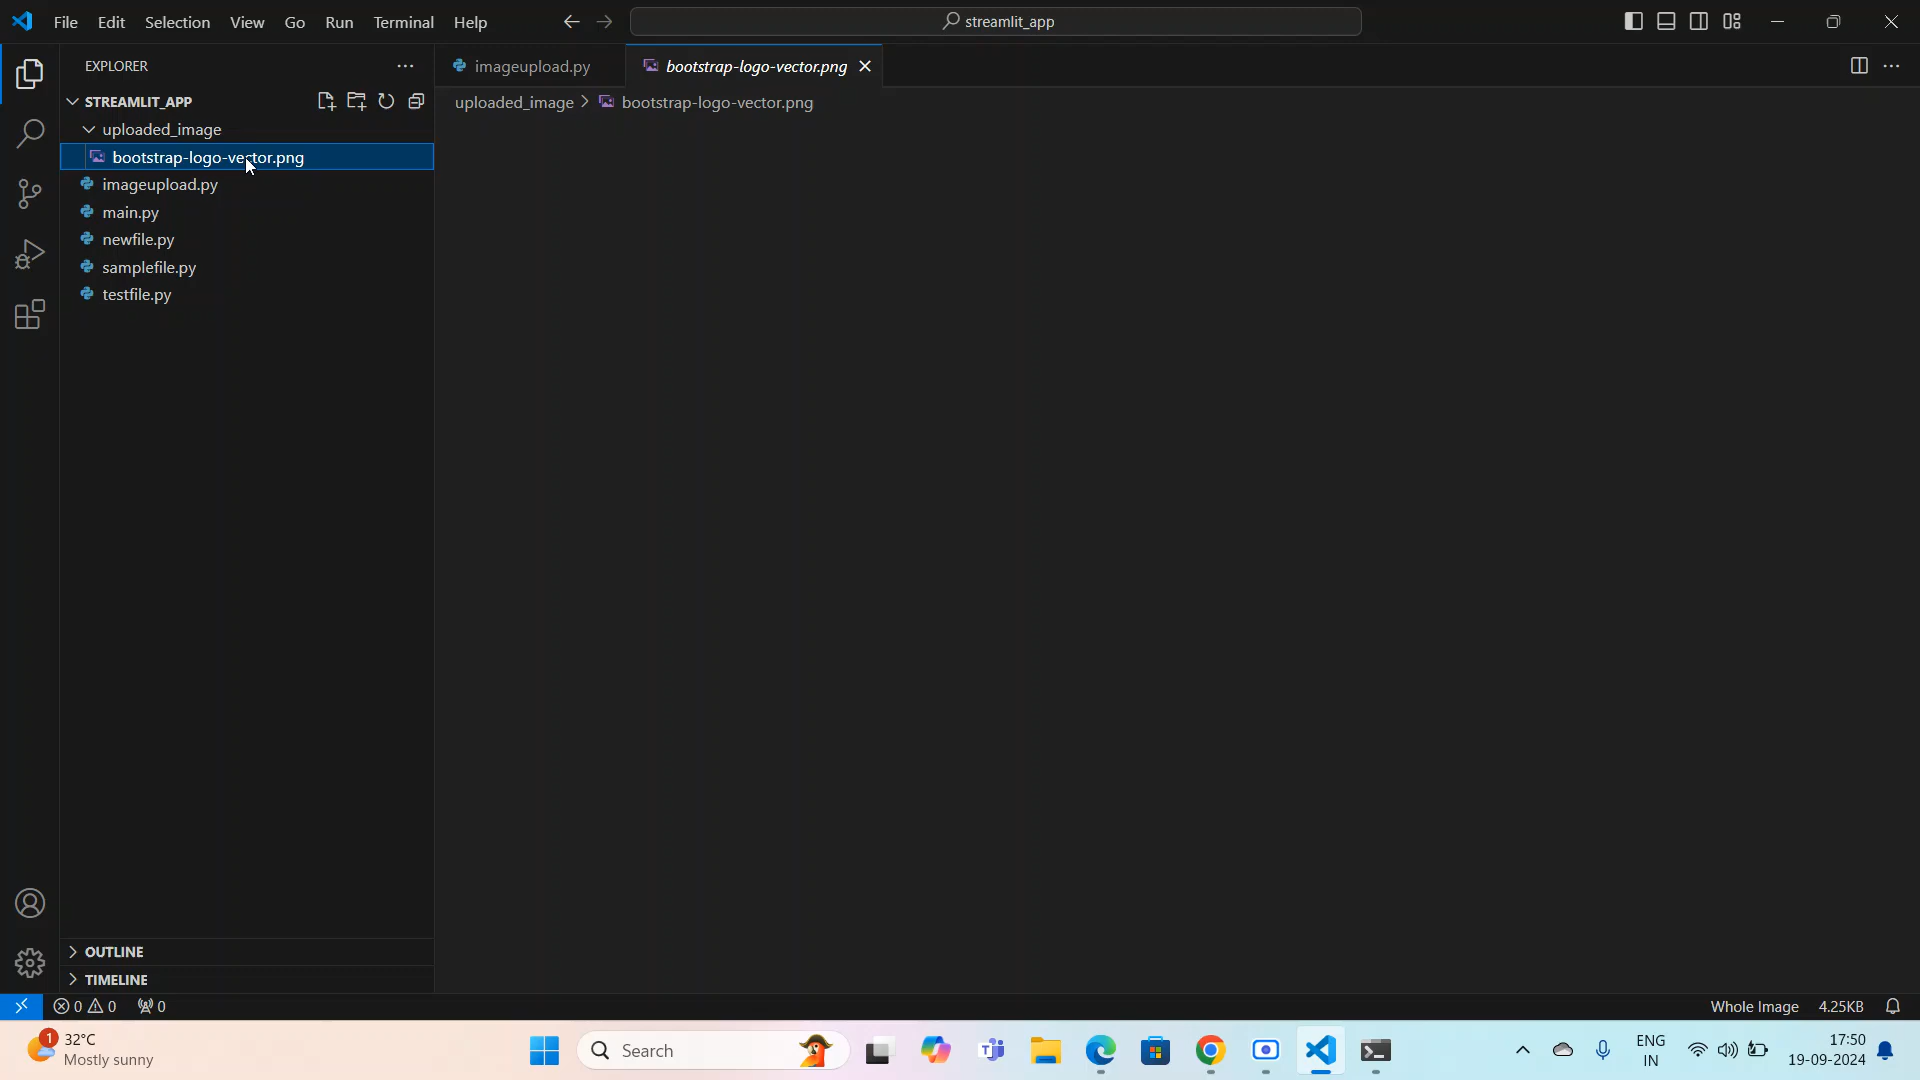 File Edit Selection View Go Run Terminal Help
streamlit_app
EXPLORER
STREAMLIT_APP
uploaded_image
bootstrap-logo-vector.png
imageupload.py
main.py
newfile.py
samplefile.py
testfile.py
OUTLINE
TIMELINE
imageupload.py
bootstrap-logo-vector.png
uploaded_image > bootstrap-logo-vector.png
0 0 0
Whole Image 4.25KB
1
32°C
Mostly sunny
Search
ENG
IN
17:50
19-09-2024